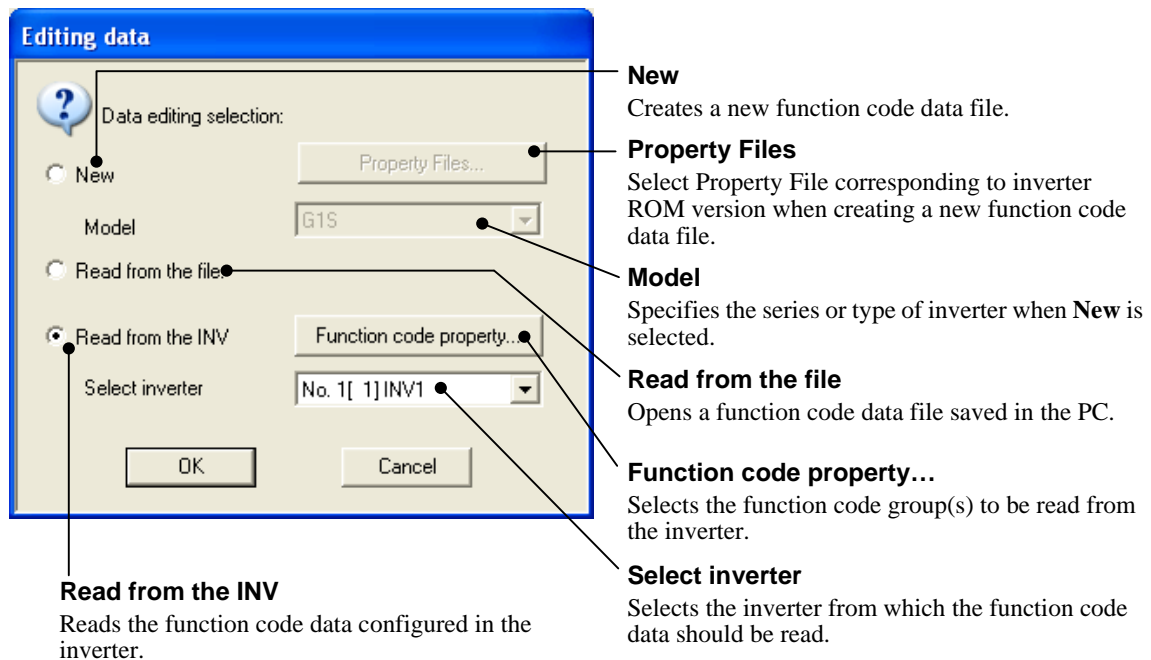 Editing data
Data editing selection:
New
Property Files...
Model
G1S
Read from the file
Read from the INV
Function code property...
Select inverter
No. 1[ 1] INV1
OK
Cancel
New
Creates a new function code data file.
Property Files
Select Property File corresponding to inverter
ROM version when creating a new function code
data file.
Model
Specifies the series or type of inverter when New is
selected.
Read from the file
Opens a function code data file saved in the PC.
Function code property…
Selects the function code group(s) to be read from
the inverter.
Select inverter
Selects the inverter from which the function code
data should be read.
Read from the INV
Reads the function code data configured in the
inverter.